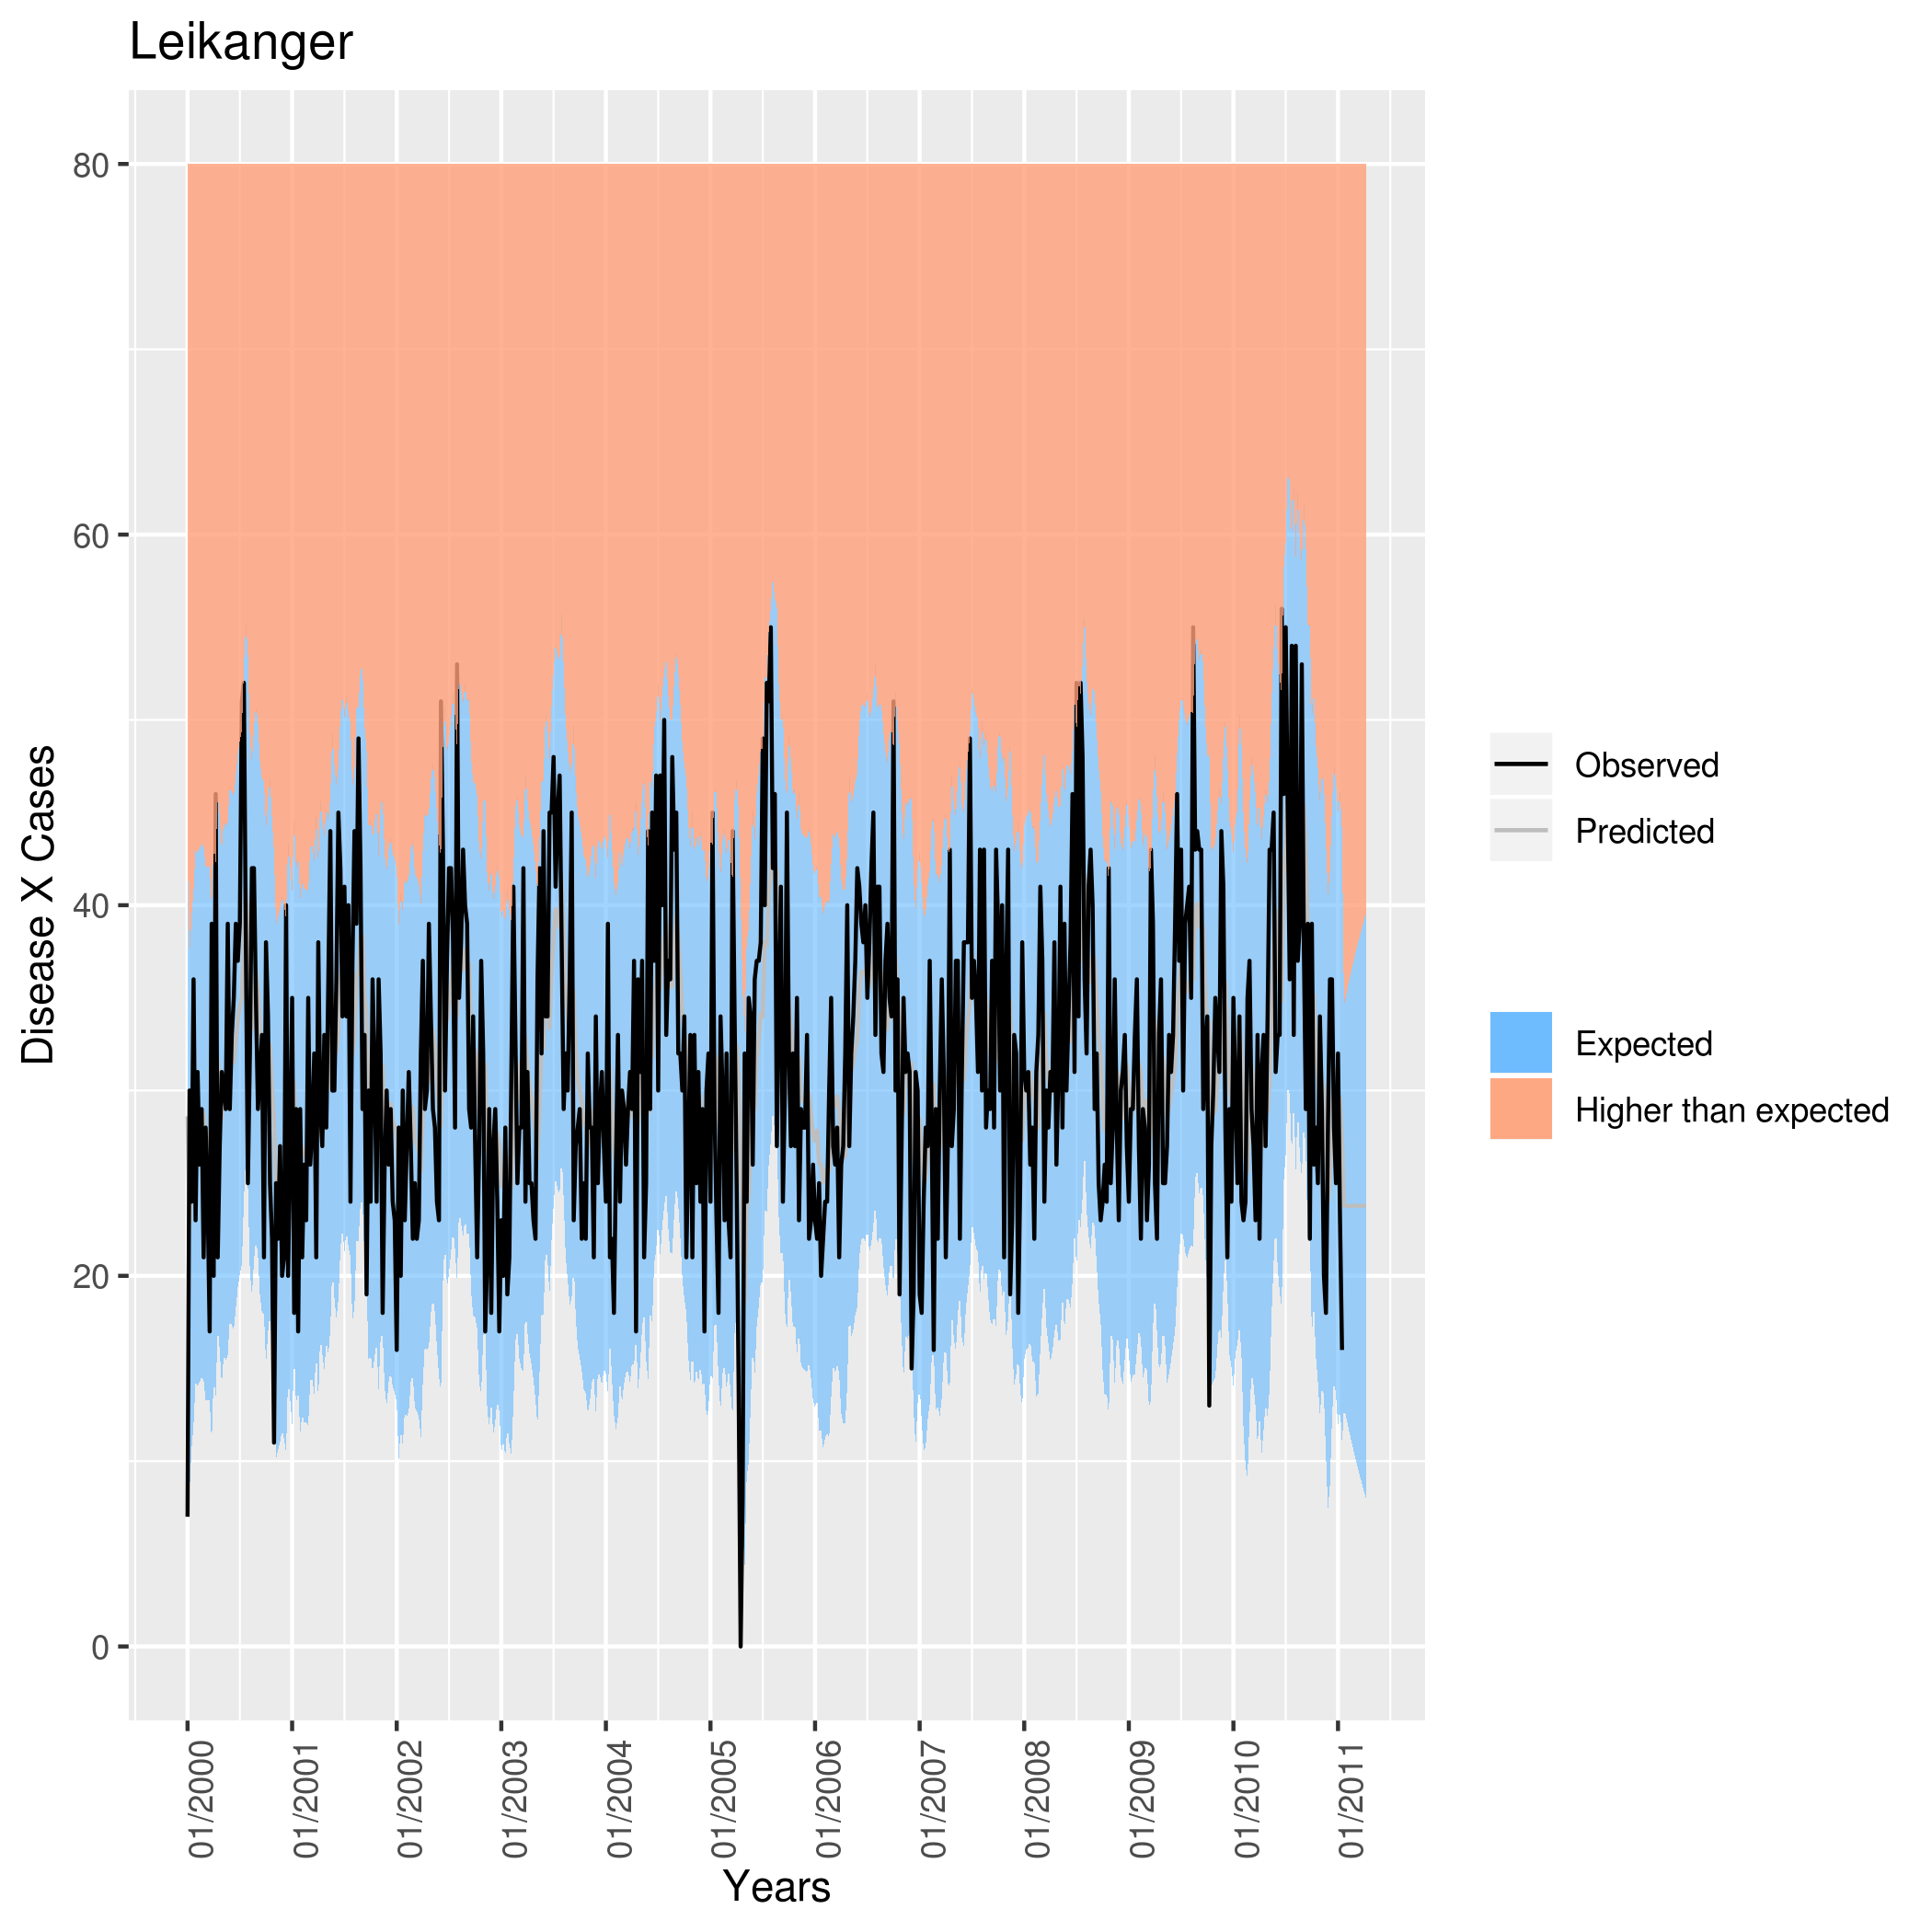 Leikanger
80
60
40
20
0
Disease X Cases
01/2000
01/2001
01/2002
01/2003
01/2004
01/2005
01/2006
01/2007
01/2008
01/2009
01/2010
01/2011
Years
Observed
Predicted
Expected
Higher than expected